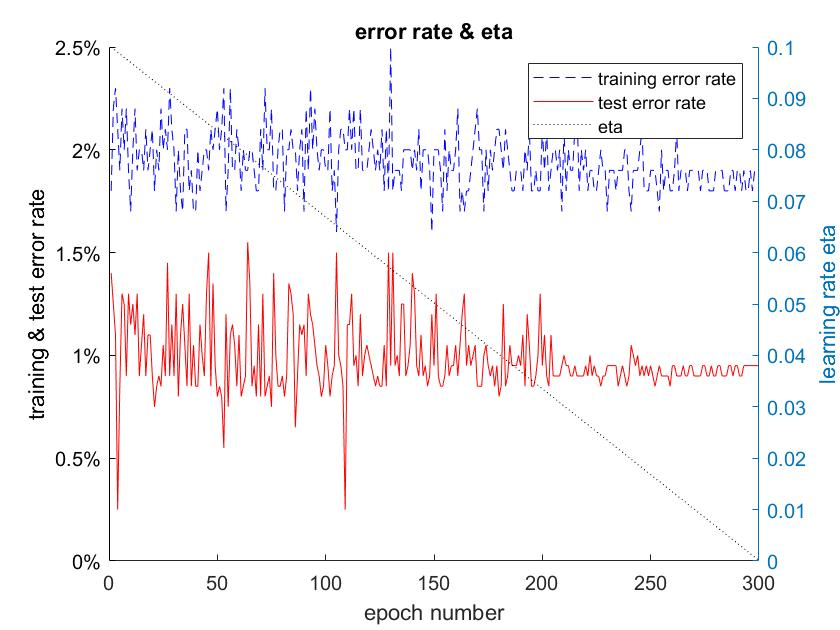 error rate & eta
2.5%
2%
1.5%
1%
0.5%
0%
training & test error rate
0.1
0.09
0.08
0.07
0.06
0.05
0.04
0.03
0.02
0.01
0
learning rate eta
training error rate
test error rate
eta
0 50 100 150 200 250 300
epoch number